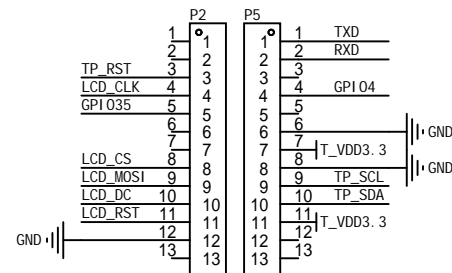 P2 P5
1 1 1 1 TXD
2 2 2 2 RXD
TP_RST 3 3 3 3
LCD_CLK 4 4 4 4 GPIO4
GPIO35 5 5 5 5
6 6 6 6 GND
7 7 7 7 T_VDD3.3
LCD_CS 8 8 8 8 GND
LCD_MOSI 9 9 9 9 TP_SCL
LCD_DC 10 10 10 10 TP_SDA
LCD_RST 11 11 11 11 T_VDD3.3
GND 12 12 12 12
13 13 13 13